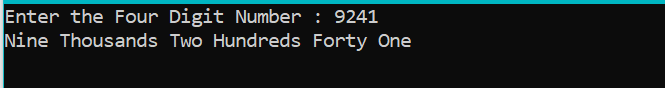 Enter the Four Digit Number : 9241
Nine Thousands Two Hundreds Forty One